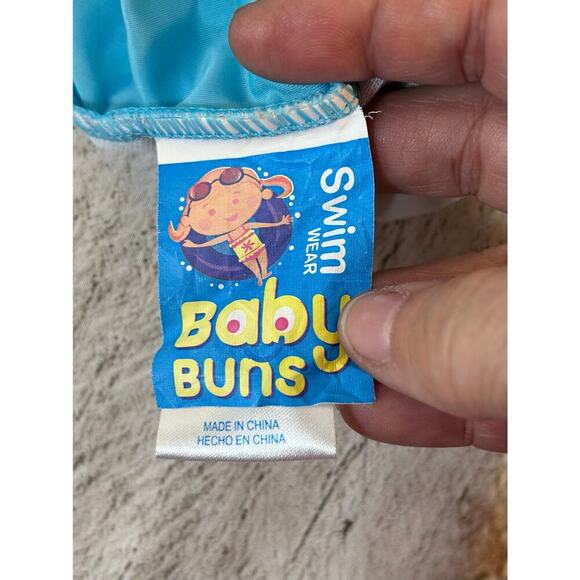 Swim
WEAR
Baby
BUNS
MADE IN CHINA
HECHO EN CHINA